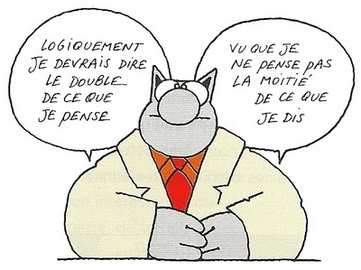 LOGIQUEMENT
JE DEVRAIS DIRE
LE DOUBLE
DE CE QUE
JE PENSE
VU QUE JE
NE PENSE PAS
LA MOITIÉ
DE CE QUE
JE DIS